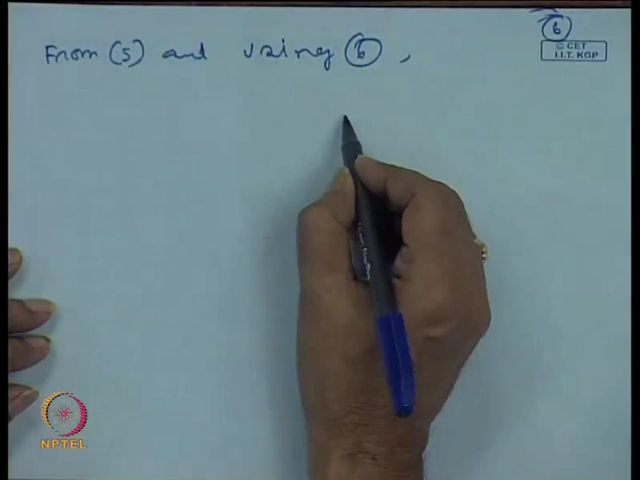 6
© CET
I.I.T. KGP
From (5) and using 6 ,
NPTEL